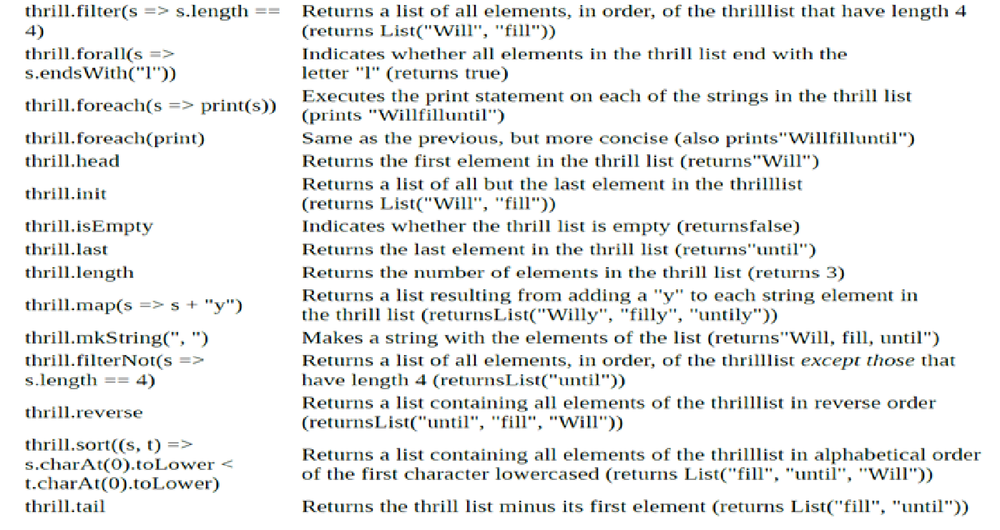 thrill.filter(s => s.length ==
4)
Returns a list of all elements, in order, of the thrilllist that have length 4
(returns List("Will", "fill"))
thrill.forall(s =>
s.endsWith("l"))
Indicates whether all elements in the thrill list end with the
letter "l" (returns true)
thrill.foreach(s => print(s))
Executes the print statement on each of the strings in the thrill list
(prints "Willfilluntil")
thrill.foreach(print)
Same as the previous, but more concise (also prints"Willfilluntil")
thrill.head
Returns the first element in the thrill list (returns"Will")
thrill.init
Returns a list of all but the last element in the thrilllist
(returns List("Will", "fill"))
thrill.isEmpty
Indicates whether the thrill list is empty (returnsfalse)
thrill.last
Returns the last element in the thrill list (returns"until")
thrill.length
Returns the number of elements in the thrill list (returns 3)
thrill.map(s => s + "y")
Returns a list resulting from adding a "y" to each string element in
the thrill list (returnsList("Willy", "filly", "untily"))
thrill.mkString(", ")
Makes a string with the elements of the list (returns"Will, fill, until")
thrill.filterNot(s =>
s.length == 4)
Returns a list of all elements, in order, of the thrilllist except those that
have length 4 (returnsList("until"))
thrill.reverse
Returns a list containing all elements of the thrilllist in reverse order
(returnsList("until", "fill", "Will"))
thrill.sort((s, t) =>
s.charAt(0).toLower <
t.charAt(0).toLower)
Returns a list containing all elements of the thrilllist in alphabetical order
of the first character lowercased (returns List("fill", "until", "Will"))
thrill.tail
Returns the thrill list minus its first element (returns List("fill", "until"))